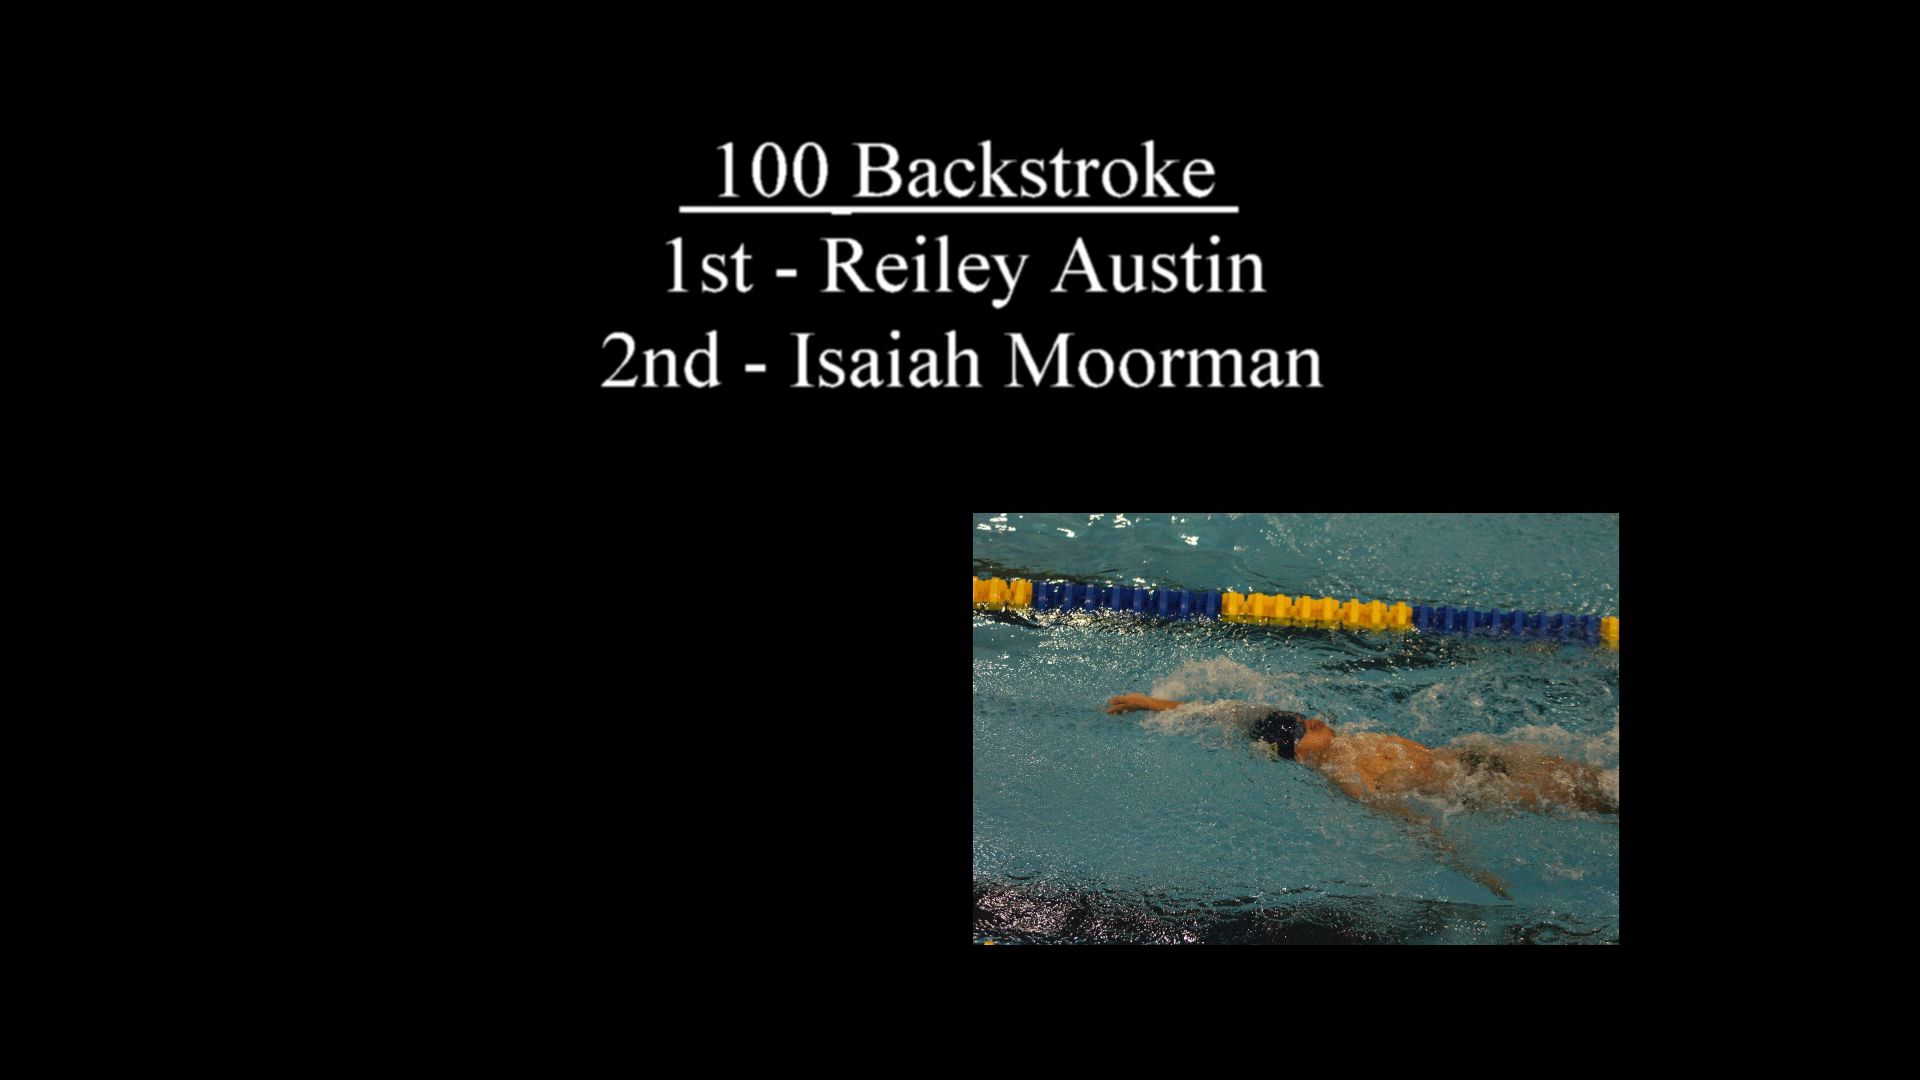 100 Backstroke
1st - Reiley Austin
2nd - Isaiah Moorman